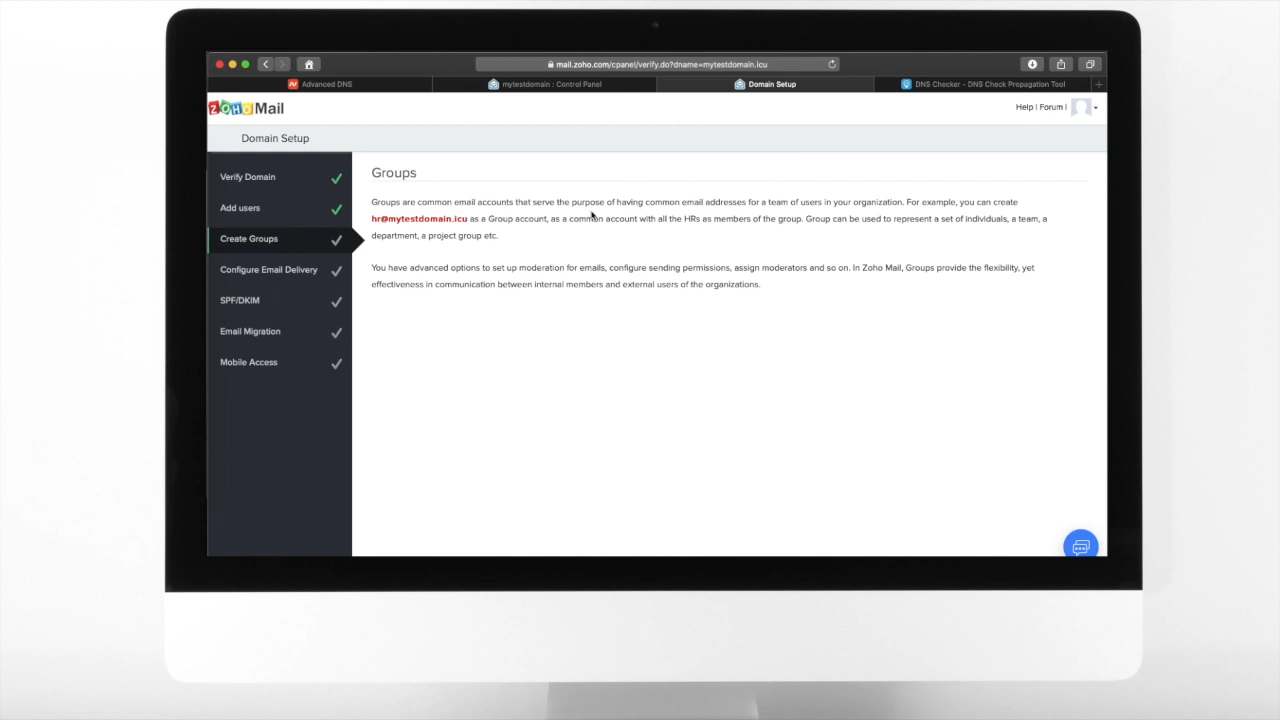 mail.zoho.com/cpanel/verify.do?dname=mytestdomain.icu
Advanced DNS
mytestdomain : Control Panel
Domain Setup
DNS Checker - DNS Check Propagation Tool
ZOHO Mail
Help | Forum |
Domain Setup
Verify Domain
Add users
Create Groups
Configure Email Delivery
SPF/DKIM
Email Migration
Mobile Access
Groups
Groups are common email accounts that serve the purpose of having common email addresses for a team of users in your organization. For example, you can create
hr@mytestdomain.icu as a Group account, as a common account with all the HRs as members of the group. Group can be used to represent a set of individuals, a team, a
department, a project group etc.
You have advanced options to set up moderation for emails, configure sending permissions, assign moderators and so on. In Zoho Mail, Groups provide the flexibility, yet
effectiveness in communication between internal members and external users of the organizations.